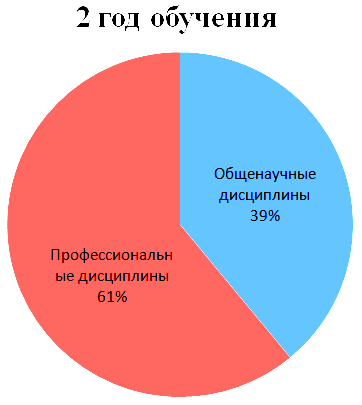 2 год обучения
Общенаучные
дисциплины
39%
Профессиональн
ые дисциплины
61%